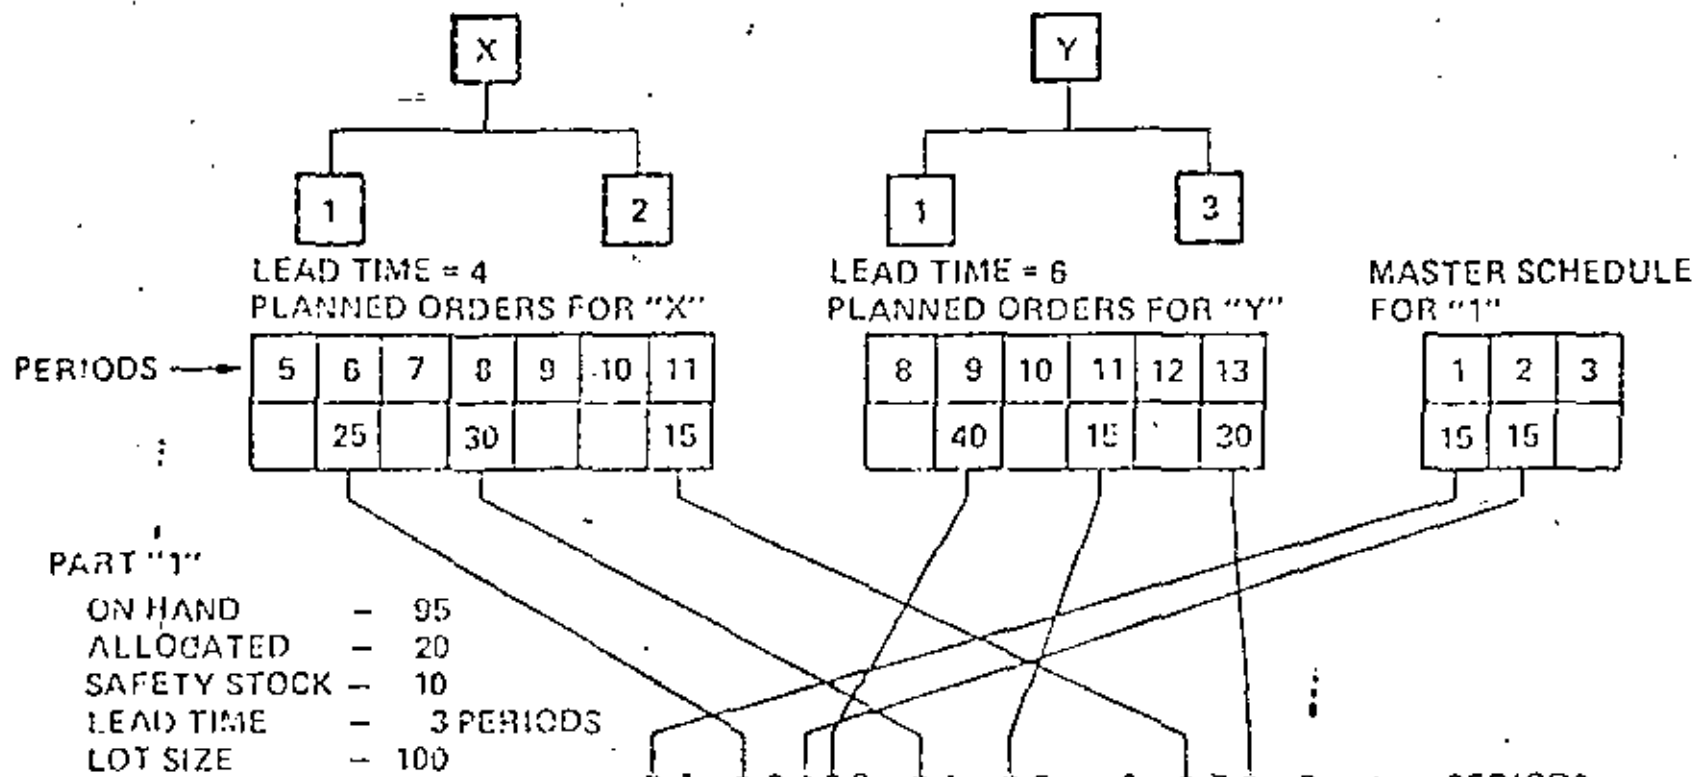 X Y
1 2 1 3
LEAD TIME = 4 LEAD TIME = 6 MASTER SCHEDULE
PLANNED ORDERS FOR "X" PLANNED ORDERS FOR "Y" FOR "1"
PERIODS 5 6 7 8 9 10 11 8 9 10 11 12 13 1 2 3
25 30 15 40 15 30 15 15
PART "1"
ON HAND – 95
ALLOCATED – 20
SAFETY STOCK – 10
LEAD TIME – 3 PERIODS
LOT SIZE – 100